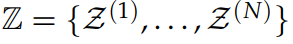 ℤ = {𝒵⁽¹⁾, . . . , 𝒵⁽ᴺ⁾}